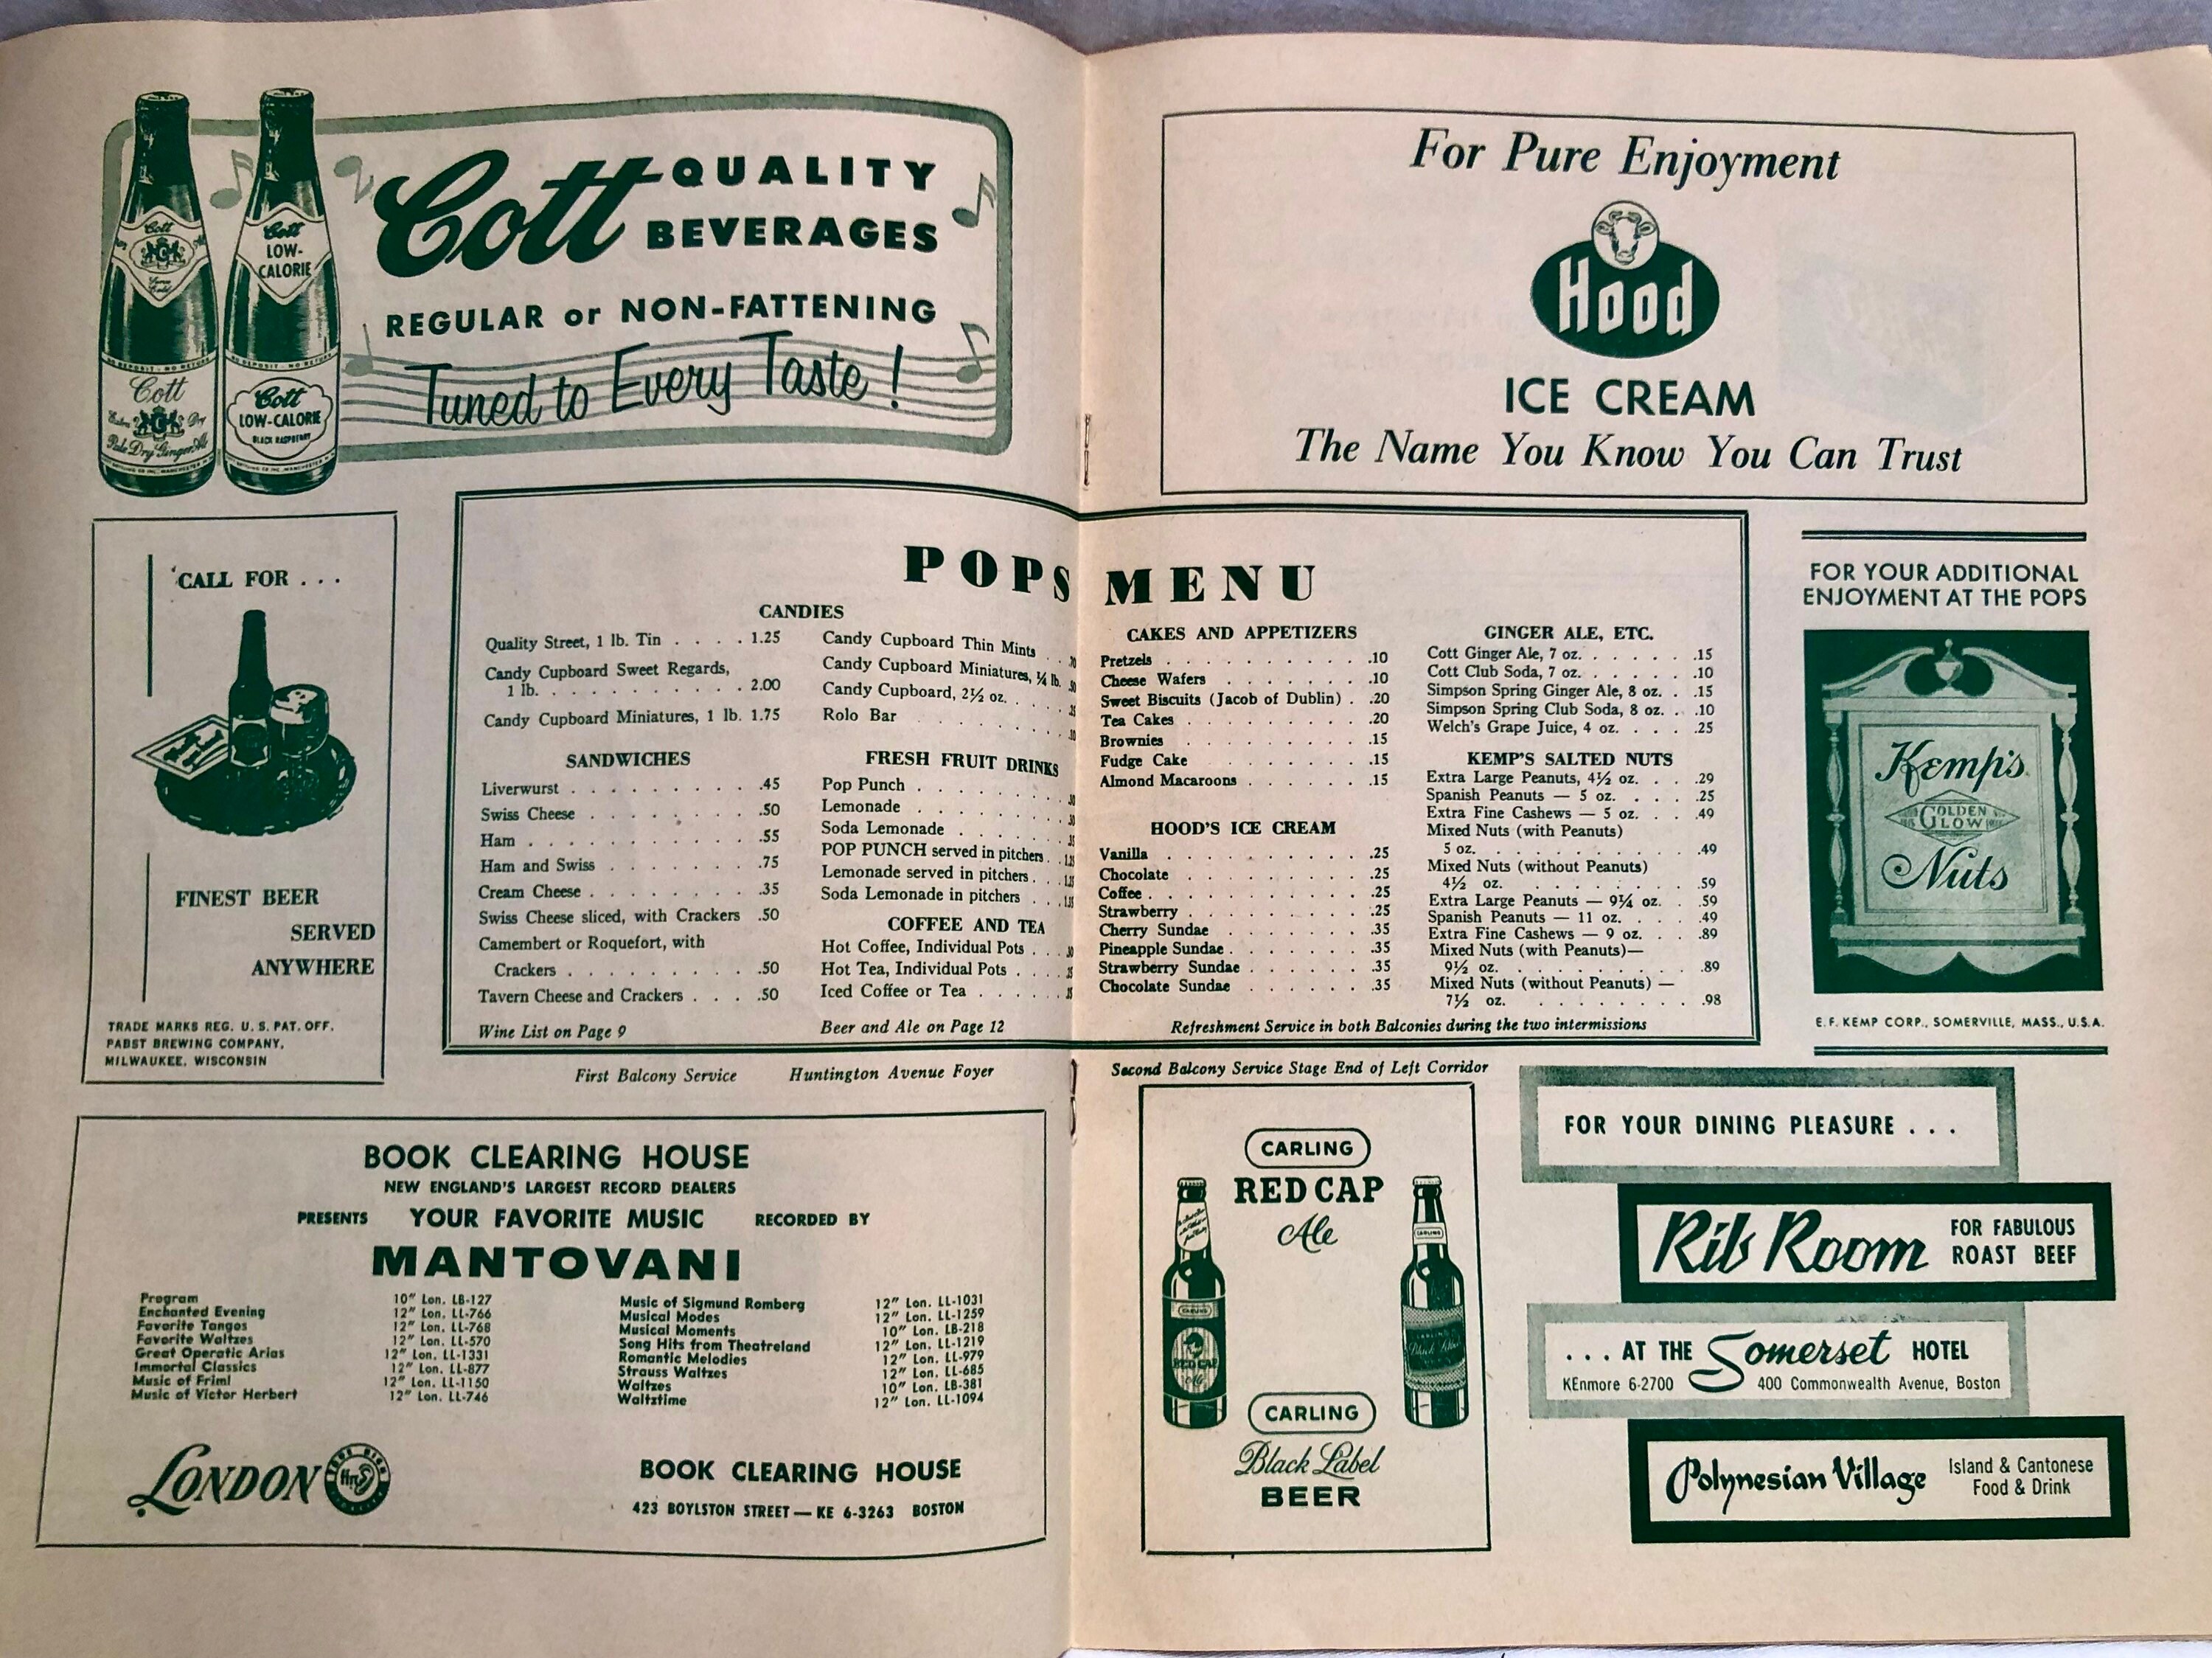 Cott QUALITY
BEVERAGES
REGULAR or NON-FATTENING
Tuned to Every Taste!
Cott
Cott
LOW-
CALORIE
NO DEPOSIT - NO RETURN
NO DEPOSIT - NO RETURN
Cott
Extra Dry
Pale Dry Ginger Ale
Cott
LOW-CALORIE
BLACK RASPBERRY
For Pure Enjoyment
Hood
ICE CREAM
The Name You Know You Can Trust
CALL FOR . . .
FINEST BEER
SERVED
ANYWHERE
TRADE MARKS REG. U. S. PAT. OFF.
PABST BREWING COMPANY,
MILWAUKEE, WISCONSIN
POPS MENU
CANDIES
Quality Street, 1 lb. Tin . . . . 1.25
Candy Cupboard Sweet Regards,
1 lb. . . . . . . . . . . 2.00
Candy Cupboard Miniatures, 1 lb. 1.75
Candy Cupboard Thin Mints . .
Candy Cupboard Miniatures, ¼ lb.
Candy Cupboard, 2½ oz. . . . .
Rolo Bar . . . . . .
SANDWICHES
Liverwurst . . . . . . . . .45
Swiss Cheese . . . . . . . .50
Ham . . . . . . . . . . .55
Ham and Swiss . . . . . . .75
Cream Cheese . . . . . . . .35
Swiss Cheese sliced, with Crackers .50
Camembert or Roquefort, with
Crackers . . . . . . . . .50
Tavern Cheese and Crackers . . . .50
Wine List on Page 9
FRESH FRUIT DRINKS
Pop Punch . . . . . . .
Lemonade . . . . . . .
Soda Lemonade . . . . .
POP PUNCH served in pitchers . .
Lemonade served in pitchers . . .
Soda Lemonade in pitchers . . .
COFFEE AND TEA
Hot Coffee, Individual Pots . . .
Hot Tea, Individual Pots . . . .
Iced Coffee or Tea . . . . .
Beer and Ale on Page 12
CAKES AND APPETIZERS
Pretzels . . . . . . . . . . .10
Cheese Wafers . . . . . . . .10
Sweet Biscuits (Jacob of Dublin) . .20
Tea Cakes . . . . . . . . . .20
Brownies . . . . . . . . . .15
Fudge Cake . . . . . . . . .15
Almond Macaroons . . . . . . .15
HOOD'S ICE CREAM
Vanilla . . . . . . . . . . .25
Chocolate . . . . . . . . . .25
Coffee . . . . . . . . . . .25
Strawberry . . . . . . . . . .25
Cherry Sundae . . . . . . . .35
Pineapple Sundae . . . . . . . .35
Strawberry Sundae . . . . . . .35
Chocolate Sundae . . . . . . .35
GINGER ALE, ETC.
Cott Ginger Ale, 7 oz. . . . . . .15
Cott Club Soda, 7 oz. . . . . . .10
Simpson Spring Ginger Ale, 8 oz. . .15
Simpson Spring Club Soda, 8 oz. . .10
Welch's Grape Juice, 4 oz. . . . .25
KEMP'S SALTED NUTS
Extra Large Peanuts, 4½ oz. . . .29
Spanish Peanuts — 5 oz. . . . .25
Extra Fine Cashews — 5 oz. . . .49
Mixed Nuts (with Peanuts)
5 oz. . . . . . . . . . .49
Mixed Nuts (without Peanuts)
4½ oz. . . . . . . . . .59
Extra Large Peanuts — 9¼ oz. . .59
Spanish Peanuts — 11 oz. . . . .49
Extra Fine Cashews — 9 oz. . . .89
Mixed Nuts (with Peanuts)—
9½ oz. . . . . . . . . .89
Mixed Nuts (without Peanuts) —
7½ oz. . . . . . . . . .98
Refreshment Service in both Balconies during the two intermissions
First Balcony Service Huntington Avenue Foyer
Second Balcony Service Stage End of Left Corridor
FOR YOUR ADDITIONAL
ENJOYMENT AT THE POPS
Kemp's
GOLDEN
GLOW
Nuts
E. F. KEMP CORP., SOMERVILLE, MASS., U.S.A.
BOOK CLEARING HOUSE
NEW ENGLAND'S LARGEST RECORD DEALERS
PRESENTS YOUR FAVORITE MUSIC RECORDED BY
MANTOVANI
Program 10" Lon. LB-127
Enchanted Evening 12" Lon. LL-766
Favorite Tangos 12" Lon. LL-768
Favorite Waltzes 12" Lon. LL-570
Great Operatic Arias 12" Lon. LL-1331
Immortal Classics 12" Lon. LL-877
Music of Friml 12" Lon. LL-1150
Music of Victor Herbert 12" Lon. LL-746
Music of Sigmund Romberg 12" Lon. LL-1031
Musical Modes 12" Lon. LL-1259
Musical Moments 10" Lon. LB-218
Song Hits from Theatreland 12" Lon. LL-1219
Romantic Melodies 12" Lon. LL-979
Strauss Waltzes 12" Lon. LL-685
Waltzes 10" Lon. LB-381
Waltztime 12" Lon. LL-1094
LONDON
ffrr
BOOK CLEARING HOUSE
423 BOYLSTON STREET — KE 6-3263 BOSTON
CARLING
RED CAP
Ale
CARLING
RED CAP
CARLING
Black Label
CARLING
Black Label
BEER
FOR YOUR DINING PLEASURE . . .
Rib Room FOR FABULOUS
ROAST BEEF
. . . AT THE Somerset HOTEL
KEnmore 6-2700 400 Commonwealth Avenue, Boston
Polynesian Village Island & Cantonese
Food & Drink